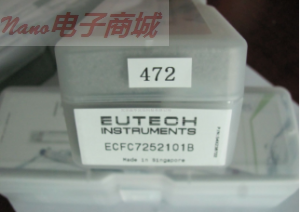 Nano电子商城
472
EUTECH
INSTRUMENTS
ECFC7252101B
Made in Singapore